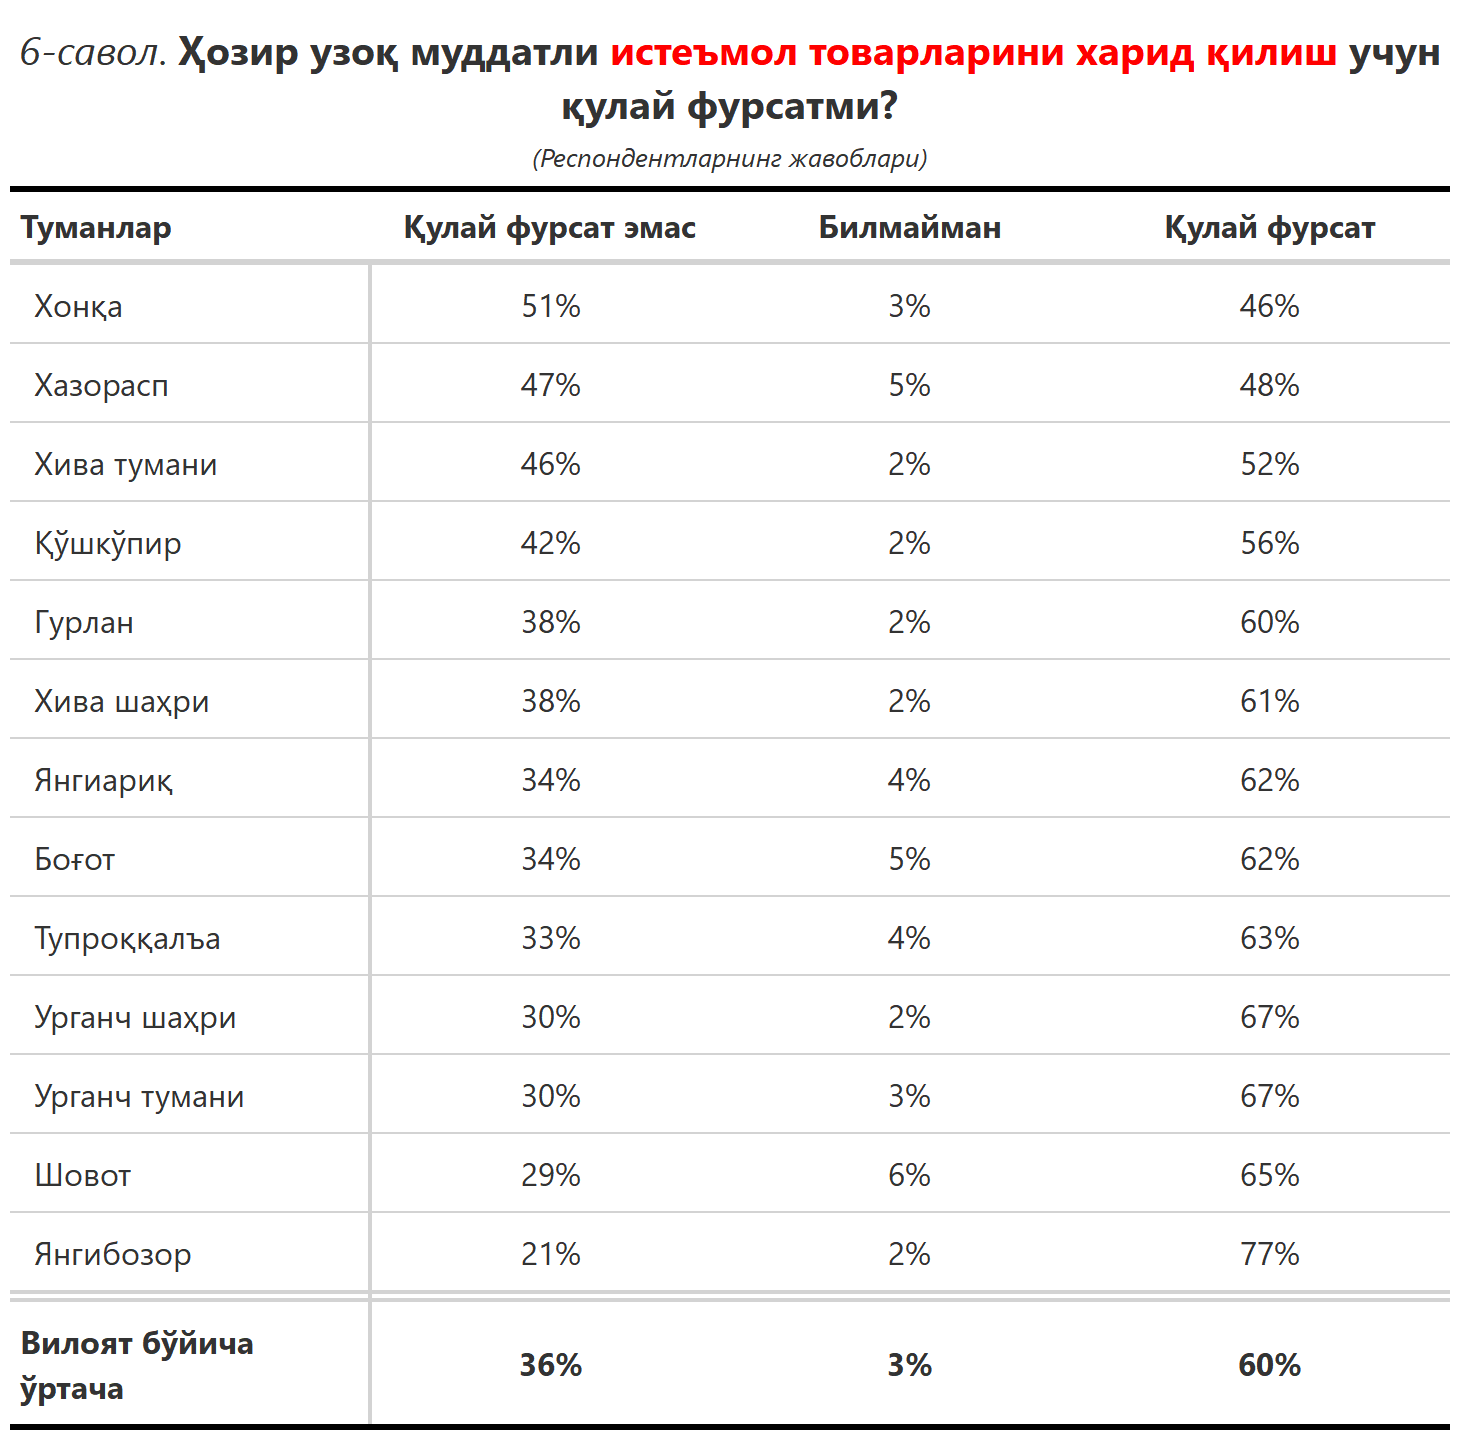 6-савол. Ҳозир узоқ муддатли истеъмол товарларини харид қилиш учун
қулай фурсатми?
(Респондентларнинг жавоблари)
Туманлар Қулай фурсат эмас Билмайман Қулай фурсат
Хонқа 51% 3% 46%
Хазорасп 47% 5% 48%
Хива тумани 46% 2% 52%
Қўшкўпир 42% 2% 56%
Гурлан 38% 2% 60%
Хива шаҳри 38% 2% 61%
Янгиариқ 34% 4% 62%
Боғот 34% 5% 62%
Тупроққалъа 33% 4% 63%
Урганч шаҳри 30% 2% 67%
Урганч тумани 30% 3% 67%
Шовот 29% 6% 65%
Янгибозор 21% 2% 77%
Вилоят бўйича
ўртача 36% 3% 60%